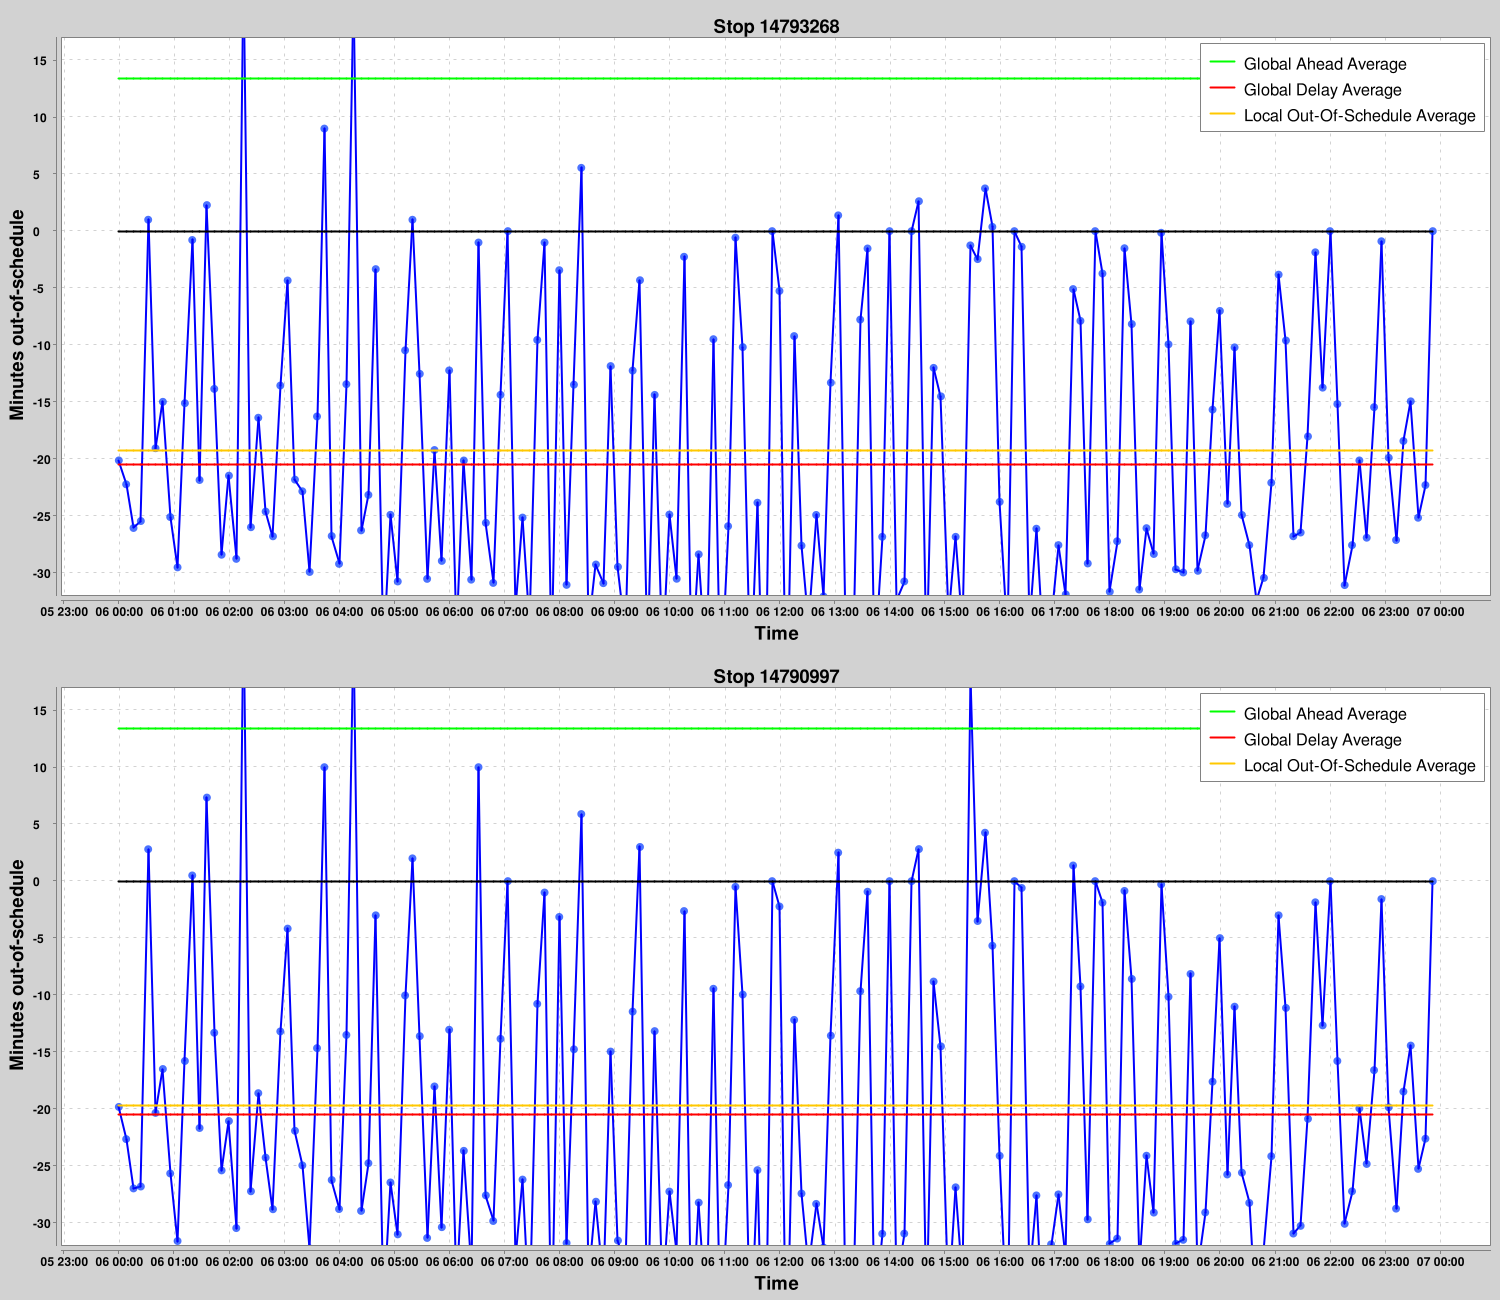 Stop 14793268
Minutes out-of-schedule
15
10
5
0
-5
-10
-15
-20
-25
-30
Global Ahead Average
Global Delay Average
Local Out-Of-Schedule Average
05 23:00 06 00:00 06 01:00 06 02:00 06 03:00 06 04:00 06 05:00 06 06:00 06 07:00 06 08:00 06 09:00 06 10:00 06 11:00 06 12:00 06 13:00 06 14:00 06 15:00 06 16:00 06 17:00 06 18:00 06 19:00 06 20:00 06 21:00 06 22:00 06 23:00 07 00:00
Time
Stop 14790997
Minutes out-of-schedule
15
10
5
0
-5
-10
-15
-20
-25
-30
Global Ahead Average
Global Delay Average
Local Out-Of-Schedule Average
05 23:00 06 00:00 06 01:00 06 02:00 06 03:00 06 04:00 06 05:00 06 06:00 06 07:00 06 08:00 06 09:00 06 10:00 06 11:00 06 12:00 06 13:00 06 14:00 06 15:00 06 16:00 06 17:00 06 18:00 06 19:00 06 20:00 06 21:00 06 22:00 06 23:00 07 00:00
Time